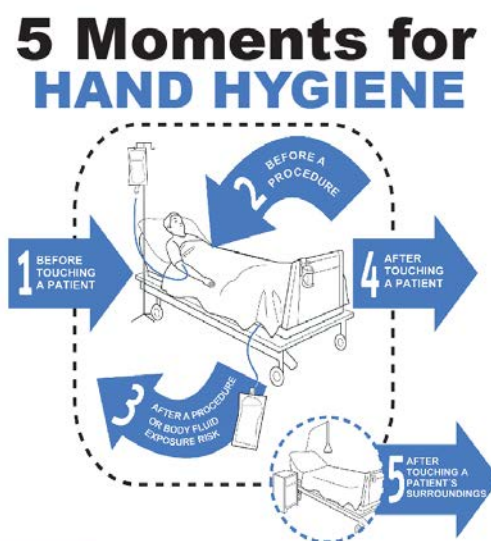 5 Moments for
HAND HYGIENE
1
BEFORE
TOUCHING
A PATIENT
2
BEFORE A
PROCEDURE
3
AFTER A PROCEDURE
OR BODY FLUID
EXPOSURE RISK
4
AFTER
TOUCHING
A PATIENT
5
AFTER
TOUCHING A
PATIENT'S
SURROUNDINGS